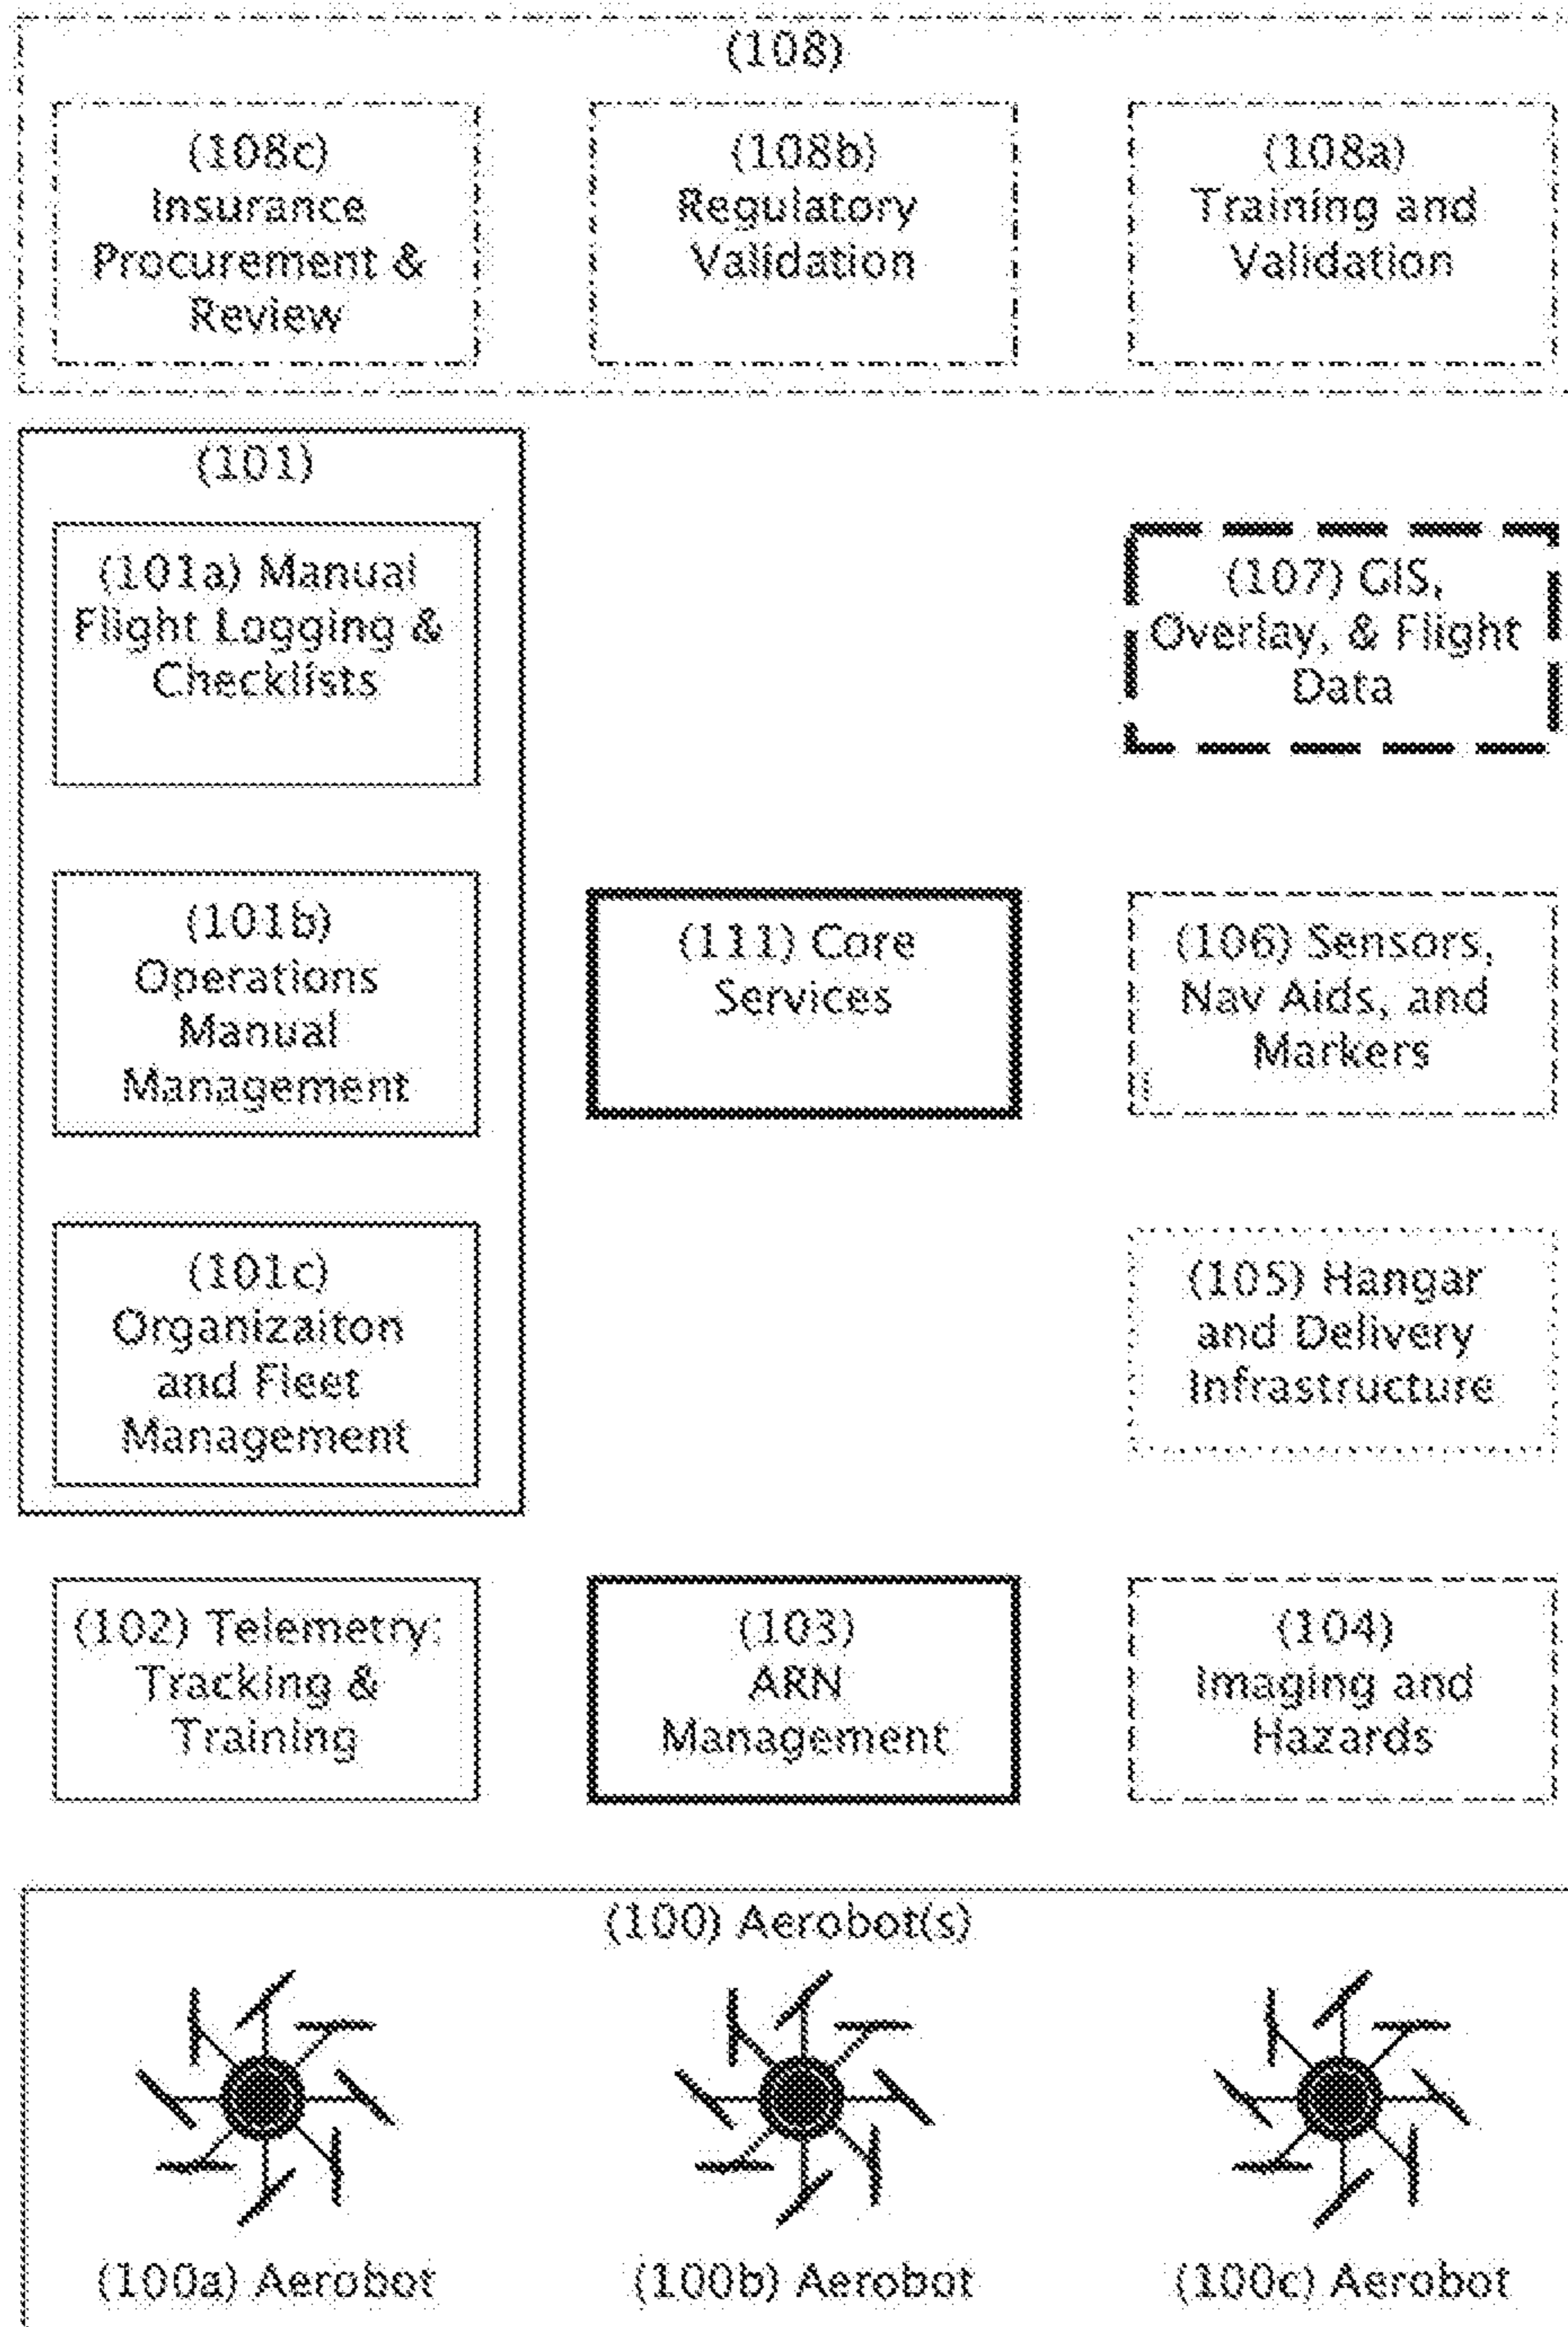 (108)
(108c)
Insurance
Procurement &
Review
(108b)
Regulatory
Validation
(108a)
Training and
Validation
(101)
(101a) Manual
Flight Logging &
Checklists
(107) GIS,
Overlay, & Flight
Data
(101b)
Operations
Manual
Management
(111) Core
Services
(106) Sensors,
Nav Aids, and
Markers
(101c)
Organizaiton
and Fleet
Management
(105) Hangar
and Delivery
Infrastructure
(102) Telemetry:
Tracking &
Training
(103)
ARN
Management
(104)
Imaging and
Hazards
(100) Aerobot(s)
(100a) Aerobot
(100b) Aerobot
(100c) Aerobot